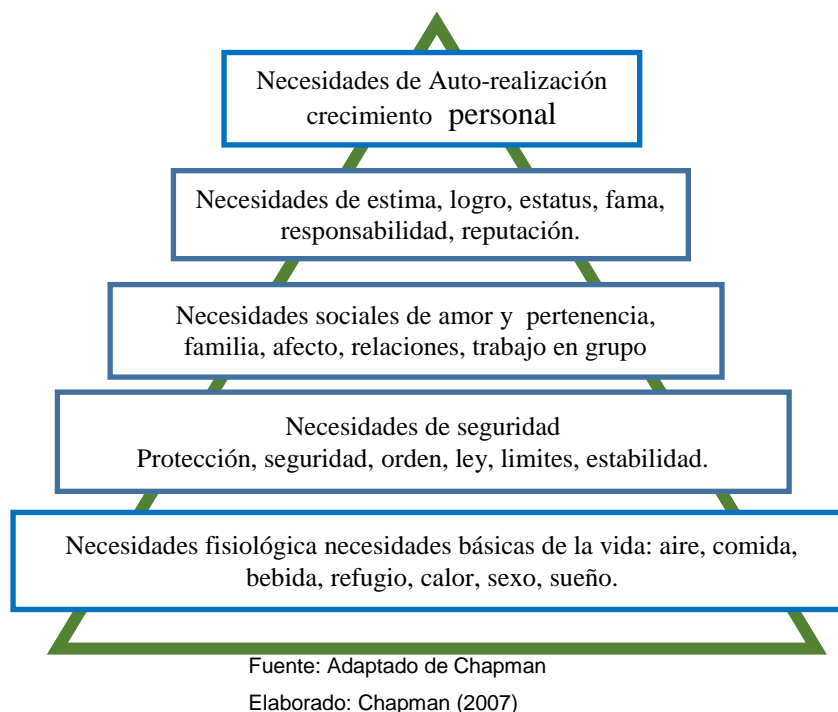 Necesidades de Auto-realización
crecimiento personal
Necesidades de estima, logro, estatus, fama,
responsabilidad, reputación.
Necesidades sociales de amor y pertenencia,
familia, afecto, relaciones, trabajo en grupo
Necesidades de seguridad
Protección, seguridad, orden, ley, limites, estabilidad.
Necesidades fisiológica necesidades básicas de la vida: aire, comida,
bebida, refugio, calor, sexo, sueño.
Fuente: Adaptado de Chapman
Elaborado: Chapman (2007)